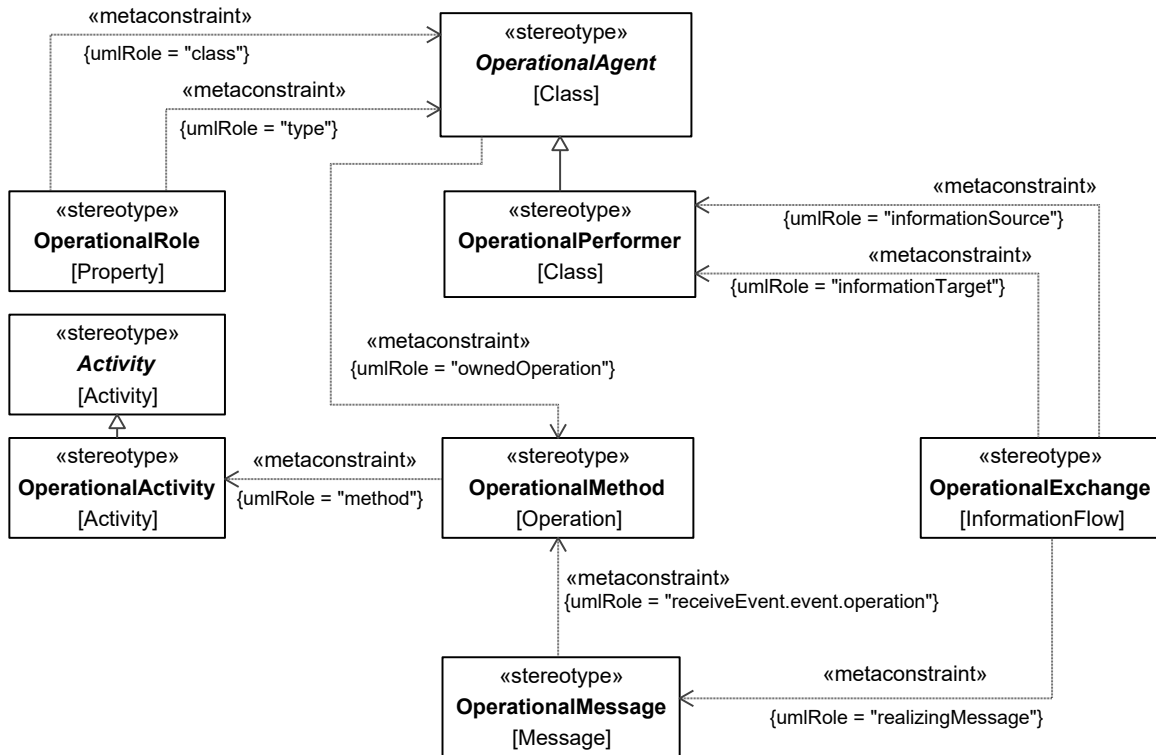 «metaconstraint»
{umlRole = "class"}
«stereotype»
OperationalAgent
[Class]
«metaconstraint»
{umlRole = "type"}
«stereotype»
OperationalRole
[Property]
«stereotype»
OperationalPerformer
[Class]
«metaconstraint»
{umlRole = "informationSource"}
«metaconstraint»
{umlRole = "informationTarget"}
«stereotype»
Activity
[Activity]
«metaconstraint»
{umlRole = "ownedOperation"}
«stereotype»
OperationalActivity
[Activity]
«metaconstraint»
{umlRole = "method"}
«stereotype»
OperationalMethod
[Operation]
«stereotype»
OperationalExchange
[InformationFlow]
«metaconstraint»
{umlRole = "receiveEvent.event.operation"}
«stereotype»
OperationalMessage
[Message]
«metaconstraint»
{umlRole = "realizingMessage"}